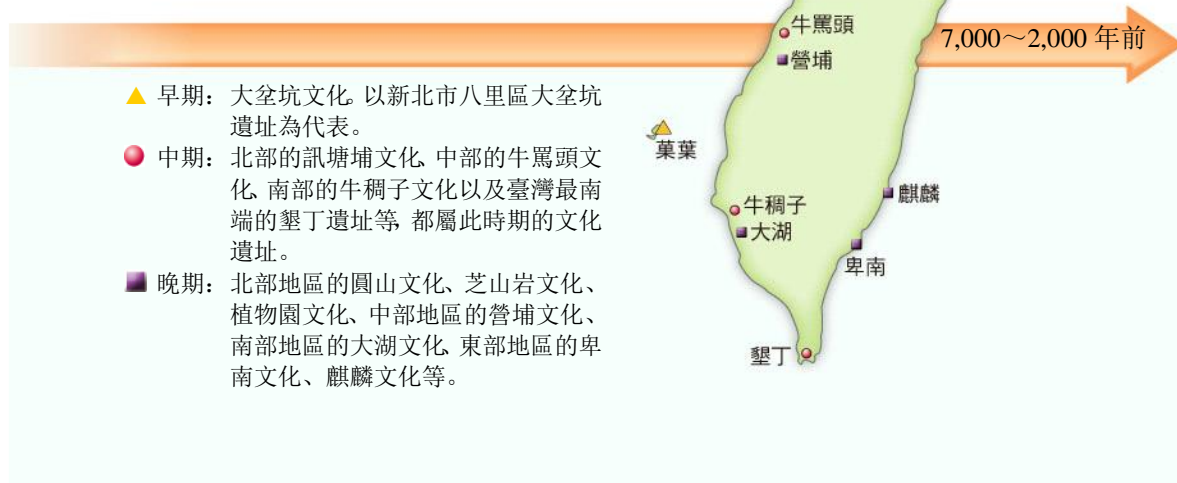 7,000～2,000 年前
早期：大坌坑文化。以新北市八里區大坌坑
遺址為代表。
中期：北部的訊塘埔文化、中部的牛罵頭文
化、南部的牛稠子文化以及臺灣最南
端的墾丁遺址等，都屬此時期的文化
遺址。
晚期：北部地區的圓山文化、芝山岩文化、
植物園文化、中部地區的營埔文化、
南部地區的大湖文化、東部地區的卑
南文化、麒麟文化等。
牛罵頭
營埔
菓葉
牛稠子
大湖
麒麟
卑南
墾丁